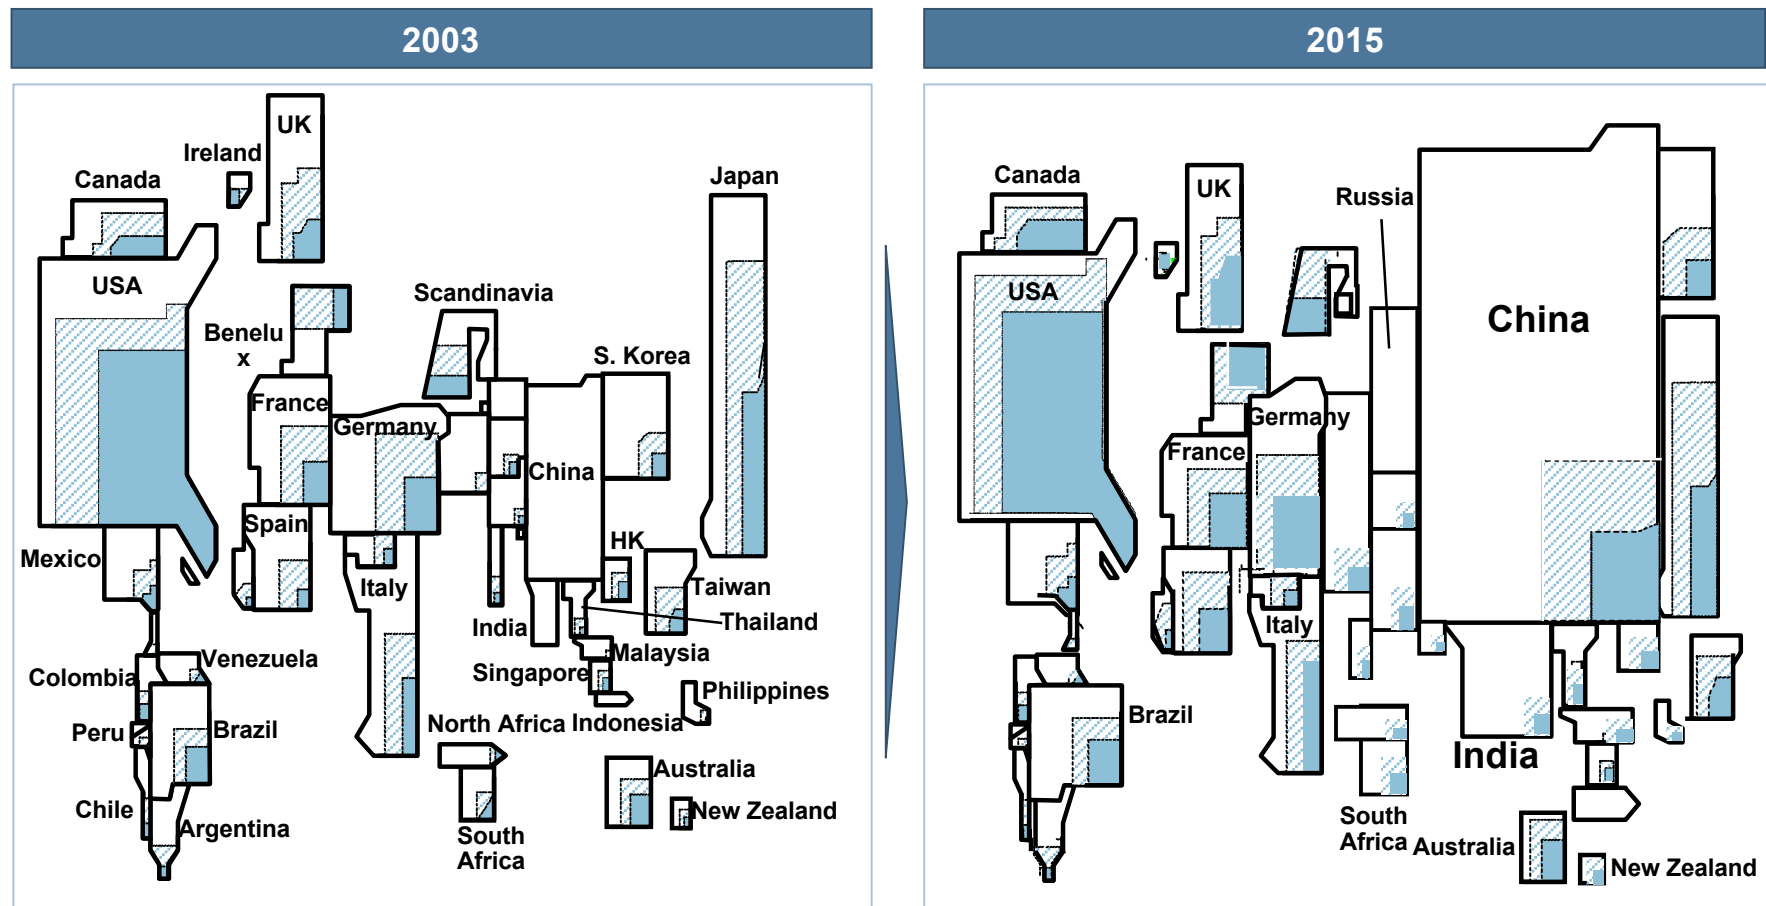 2003
2015
UK
Ireland
Canada
Japan
USA
Scandinavia
Benelu
x
S. Korea
France
Germany
China
Spain
HK
Mexico
Italy
Taiwan
India
Thailand
Malaysia
Venezuela
Singapore
Colombia
Philippines
North Africa
Indonesia
Peru
Brazil
Australia
Chile
New Zealand
Argentina
South
Africa
Canada
UK
Russia
USA
China
Germany
France
Italy
Brazil
India
South
Africa
Australia
New Zealand